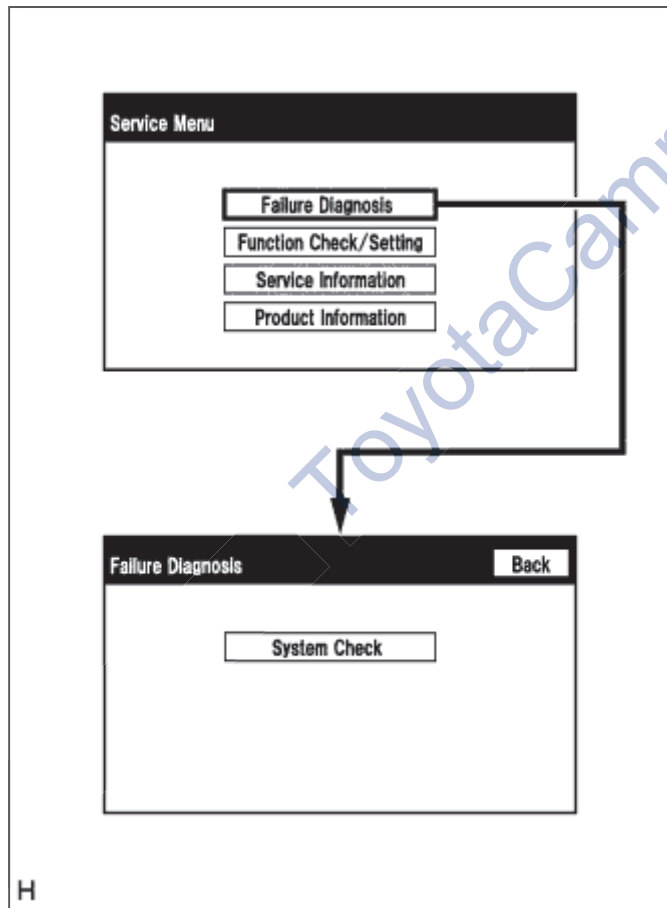 Service Menu
Failure Diagnosis
Function Check/Setting
Service Information
Product Information
ToyotaCam
Failure Diagnosis
Back
System Check
H